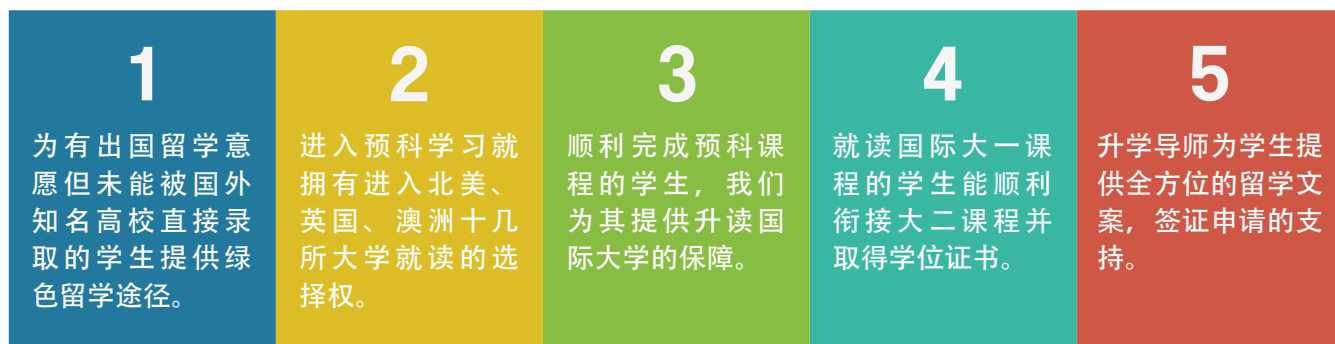 1
为有出国留学意
愿但未能被国外
知名高校直接录
取的学生提供绿
色留学途径。
2
进入预科学习就
拥有进入北美、
英国、澳洲十几
所大学就读的选
择权。
3
顺利完成预科课
程的学生，我们
为其提供升读国
际大学的保障。
4
就读国际大一课
程的学生能顺利
衔接大二课程并
取得学位证书。
5
升学导师为学生提
供全方位的留学文
案，签证申请的支
持。